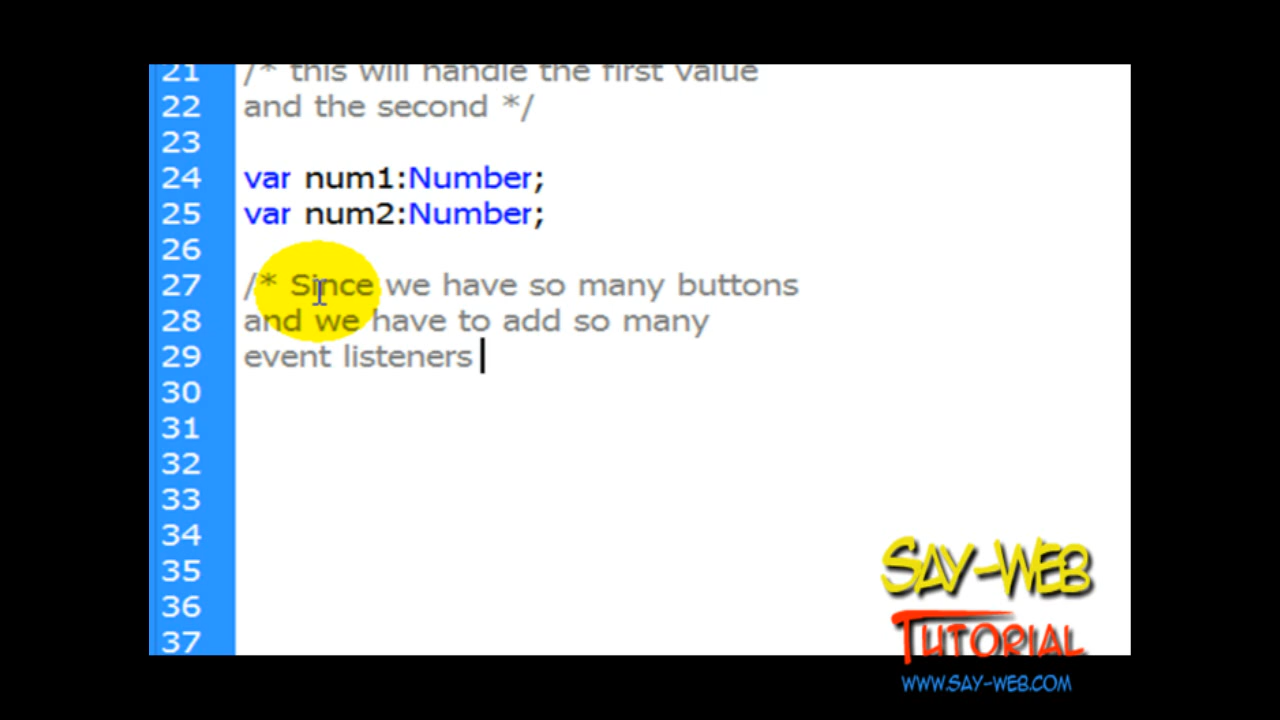 21 /* this will handle the first value
22 and the second */
23
24 var num1:Number;
25 var num2:Number;
26
27 /* Since we have so many buttons
28 and we have to add so many
29 event listeners
30
31
32
33
34
35
36
37
SAY-WEB
TUTORIAL
WWW.SAY-WEB.COM